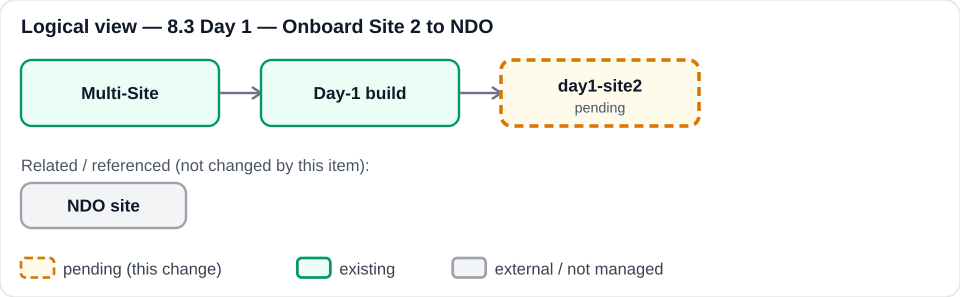 Logical view — 8.3 Day 1 — Onboard Site 2 to NDO
Multi-Site
Day-1 build
day1-site2
pending
Related / referenced (not changed by this item):
NDO site
pending (this change)
existing
external / not managed